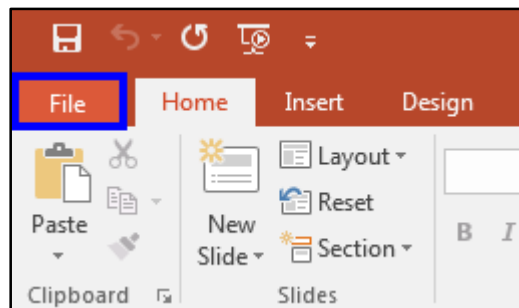 File Home Insert Design
Layout
Reset
Paste New
Slide Section
B I
Clipboard Slides